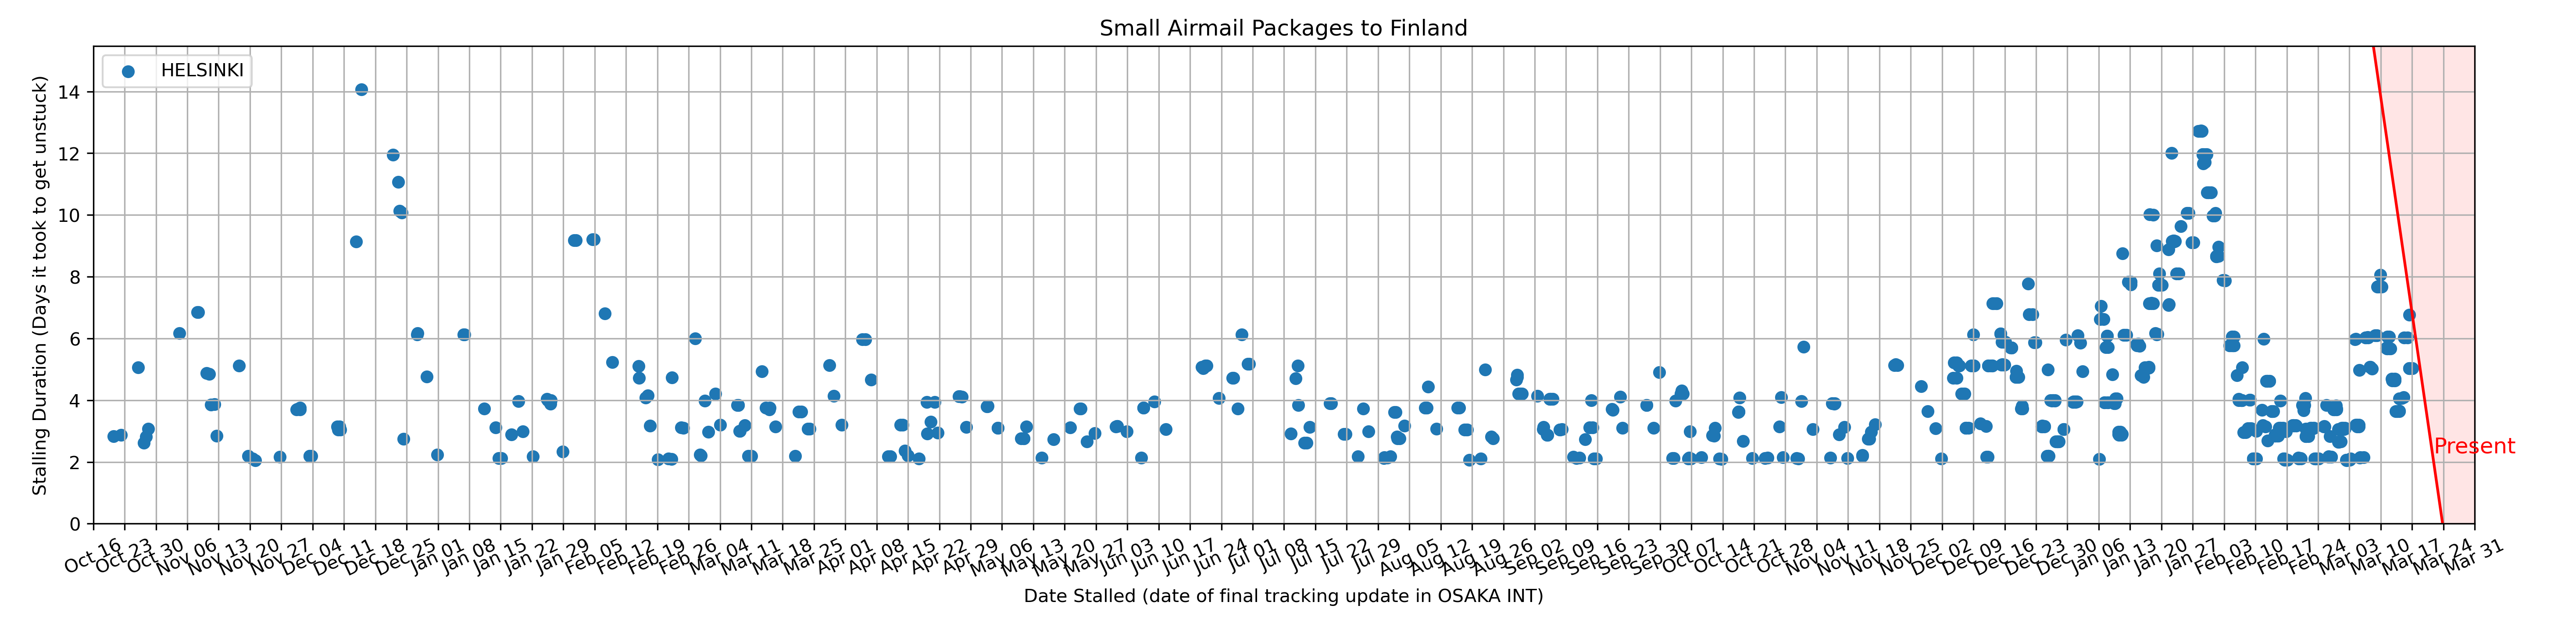 Small Airmail Packages to Finland
HELSINKI
Stalling Duration (Days it took to get unstuck)
14
12
10
8
6
4
2
0
Present
Oct 16 Oct 23 Oct 30 Nov 06 Nov 13 Nov 20 Nov 27 Dec 04 Dec 11 Dec 18 Dec 25 Jan 01 Jan 08 Jan 15 Jan 22 Jan 29 Feb 05 Feb 12 Feb 19 Feb 26 Mar 04 Mar 11 Mar 18 Mar 25 Apr 01 Apr 08 Apr 15 Apr 22 Apr 29 May 06 May 13 May 20 May 27 Jun 03 Jun 10 Jun 17 Jun 24 Jul 01 Jul 08 Jul 15 Jul 22 Jul 29 Aug 05 Aug 12 Aug 19 Aug 26 Sep 02 Sep 09 Sep 16 Sep 23 Sep 30 Oct 07 Oct 14 Oct 21 Oct 28 Nov 04 Nov 11 Nov 18 Nov 25 Dec 02 Dec 09 Dec 16 Dec 23 Dec 30 Jan 06 Jan 13 Jan 20 Jan 27 Feb 03 Feb 10 Feb 17 Feb 24 Mar 03 Mar 10 Mar 17 Mar 24 Mar 31
Date Stalled (date of final tracking update in OSAKA INT)